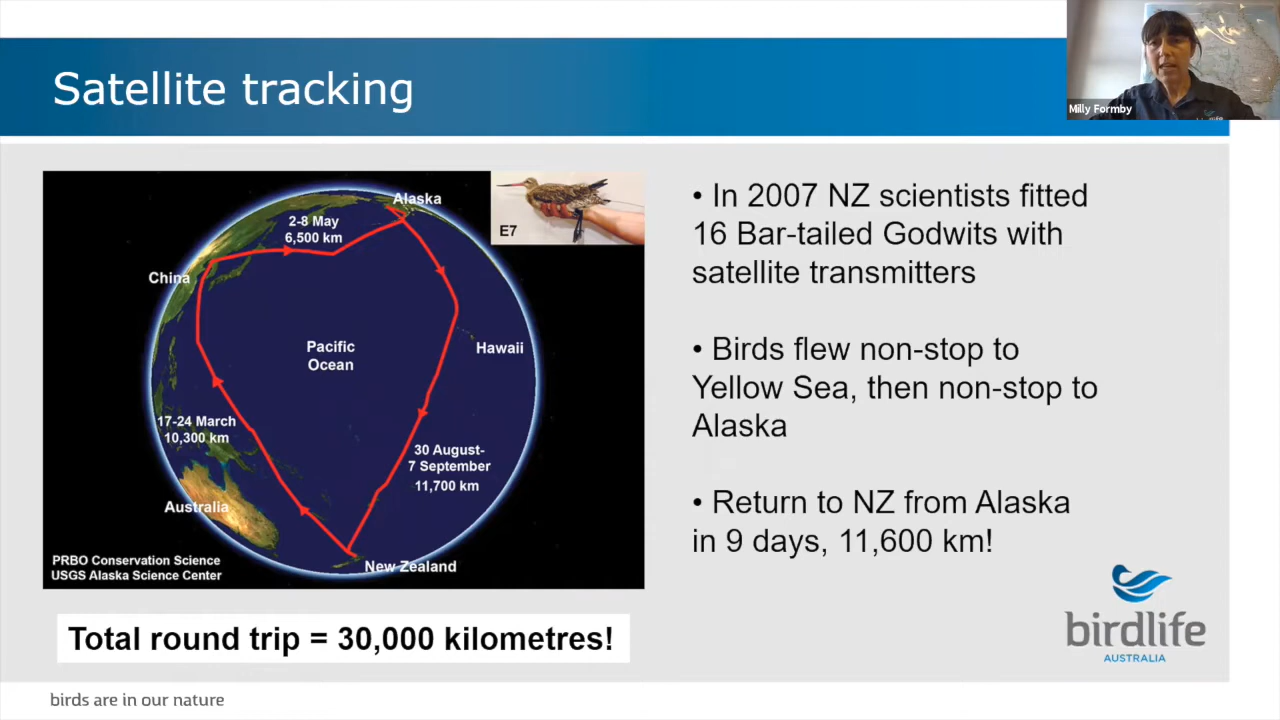 Satellite tracking
Milly Formby
Alaska
2-8 May
6,500 km
E7
China
Pacific
Ocean
Hawaii
17-24 March
10,300 km
30 August-
7 September
11,700 km
Australia
PRBO Conservation Science
USGS Alaska Science Center
New Zealand
Total round trip = 30,000 kilometres!
• In 2007 NZ scientists fitted
16 Bar-tailed Godwits with
satellite transmitters
• Birds flew non-stop to
Yellow Sea, then non-stop to
Alaska
• Return to NZ from Alaska
in 9 days, 11,600 km!
birdlife
AUSTRALIA
birds are in our nature